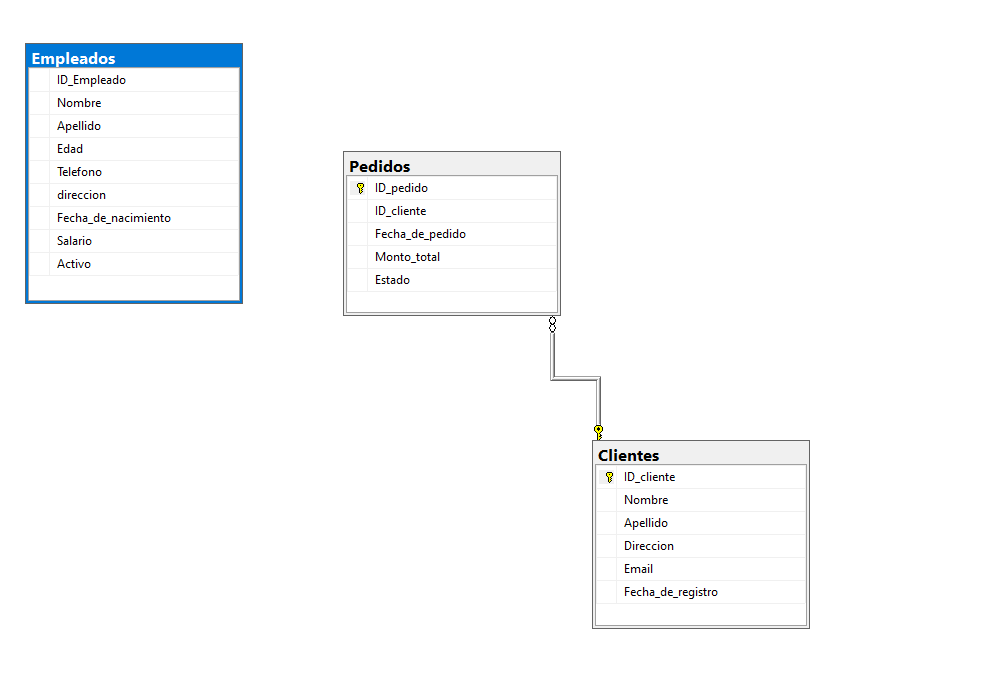 Empleados
ID_Empleado
Nombre
Apellido
Edad
Telefono
direccion
Fecha_de_nacimiento
Salario
Activo
Pedidos
ID_pedido
ID_cliente
Fecha_de_pedido
Monto_total
Estado
Clientes
ID_cliente
Nombre
Apellido
Direccion
Email
Fecha_de_registro